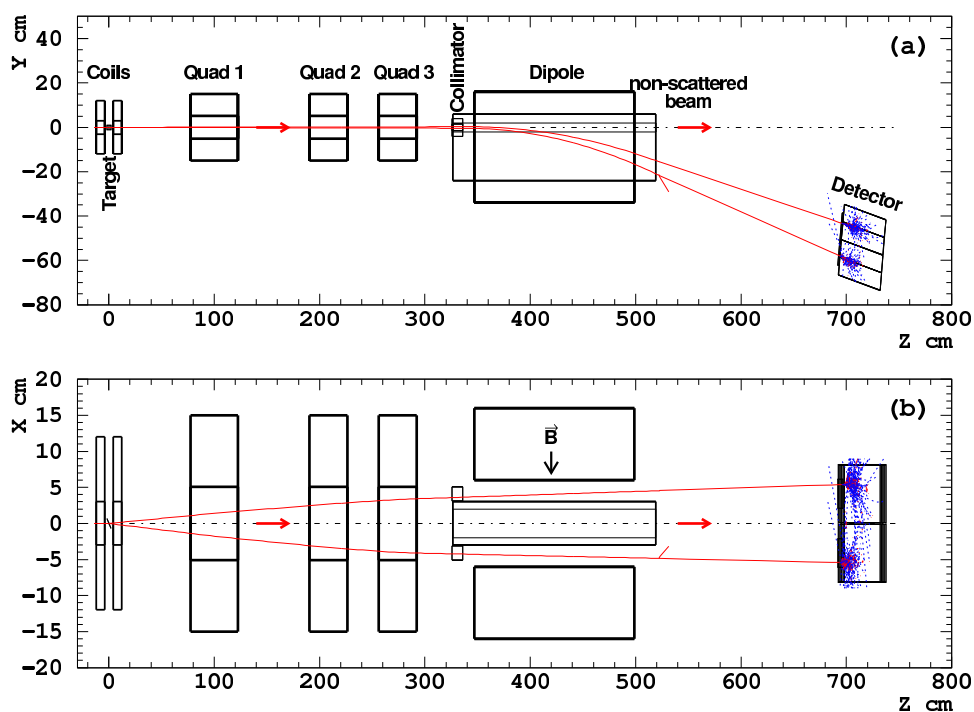 Y cm
40
20
0
−20
−40
−60
−80
(a)
Coils
Quad 1
Quad 2
Quad 3
Collimator
Dipole
non-scattered
beam
Target
Detector
0
100
200
300
400
500
600
700
800
Z cm
X cm
20
15
10
5
0
−5
−10
−15
−20
(b)
B
0
100
200
300
400
500
600
700
800
Z cm